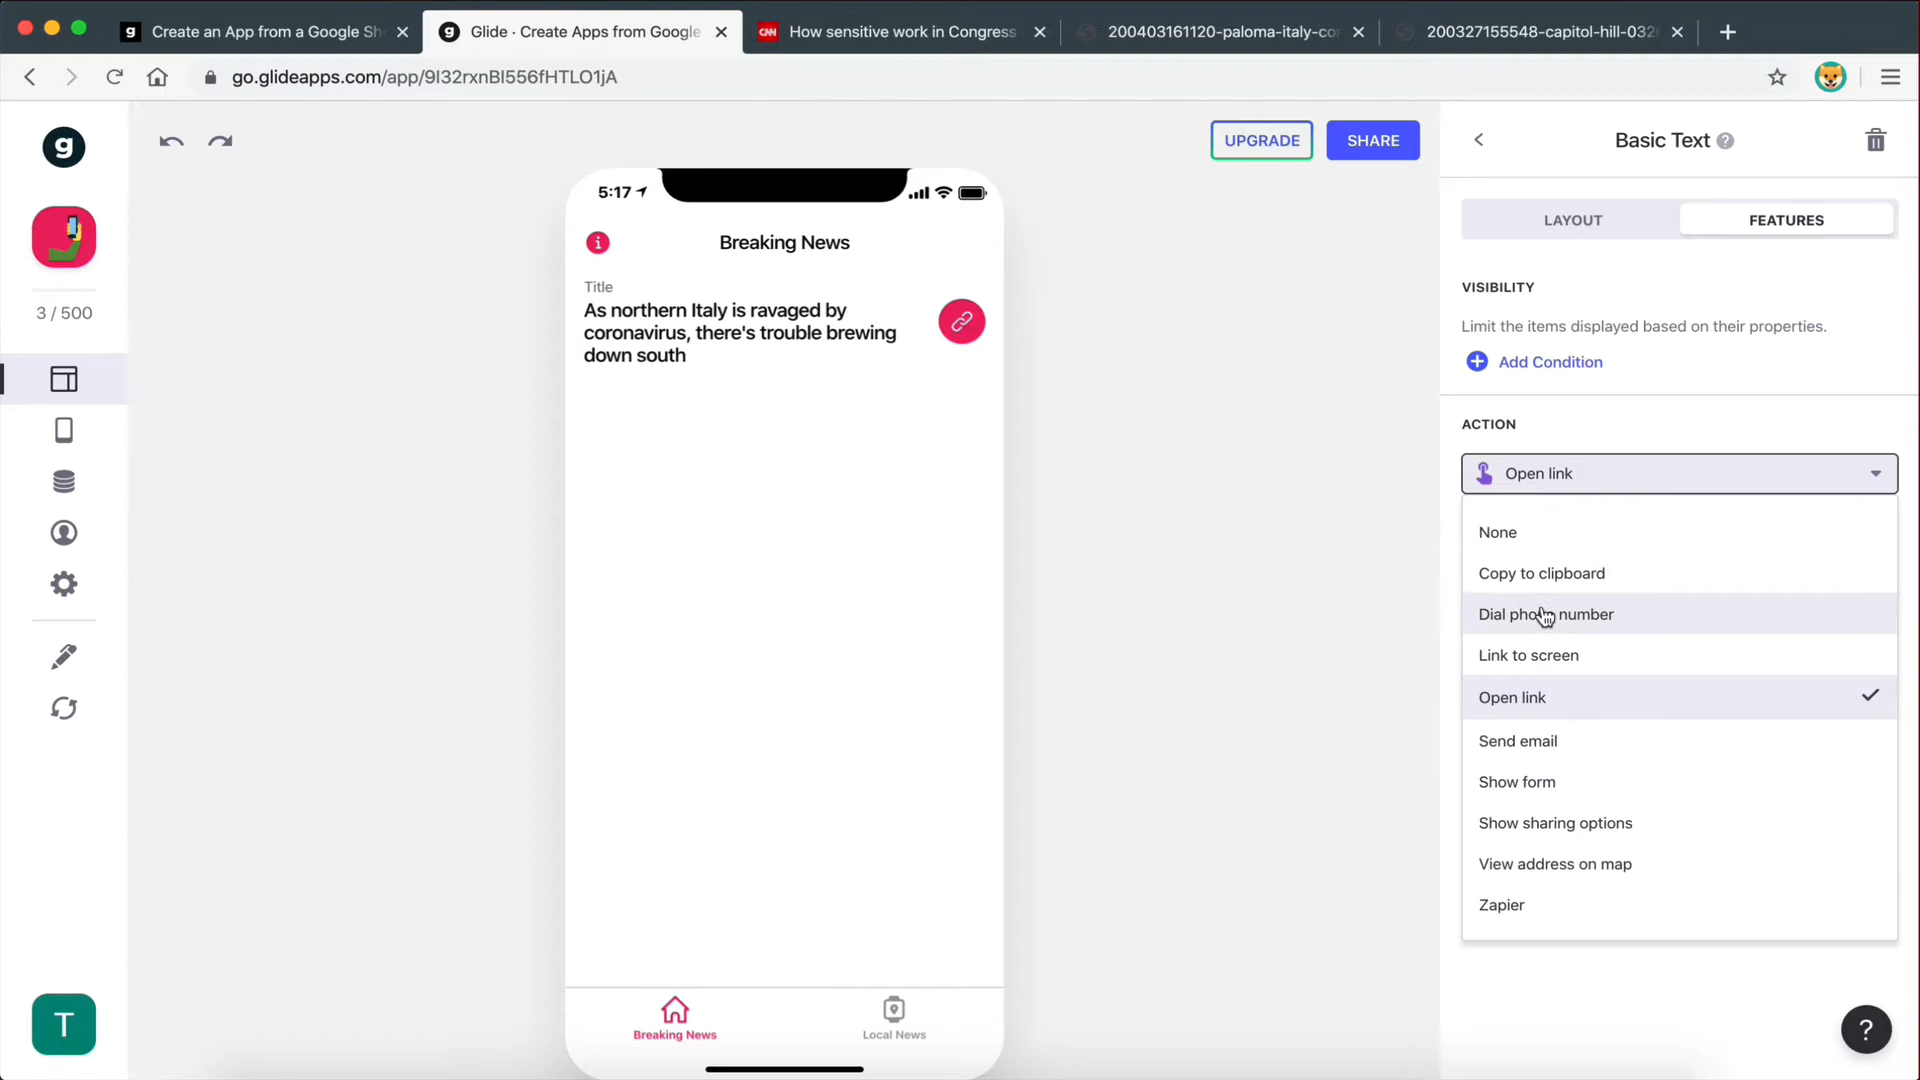 Create an App from a Google Sh
Glide · Create Apps from Google
CNN
How sensitive work in Congress
200403161120-paloma-italy-cor
200327155548-capitol-hill-032
go.glideapps.com/app/9I32rxnBI556fHTLO1jA
g
3 / 500
T
UPGRADE
SHARE
5:17
Breaking News
Title
As northern Italy is ravaged by
coronavirus, there's trouble brewing
down south
Breaking News
Local News
Basic Text
LAYOUT
FEATURES
VISIBILITY
Limit the items displayed based on their properties.
Add Condition
ACTION
Open link
None
Copy to clipboard
Dial phone number
Link to screen
Open link
Send email
Show form
Show sharing options
View address on map
Zapier
?